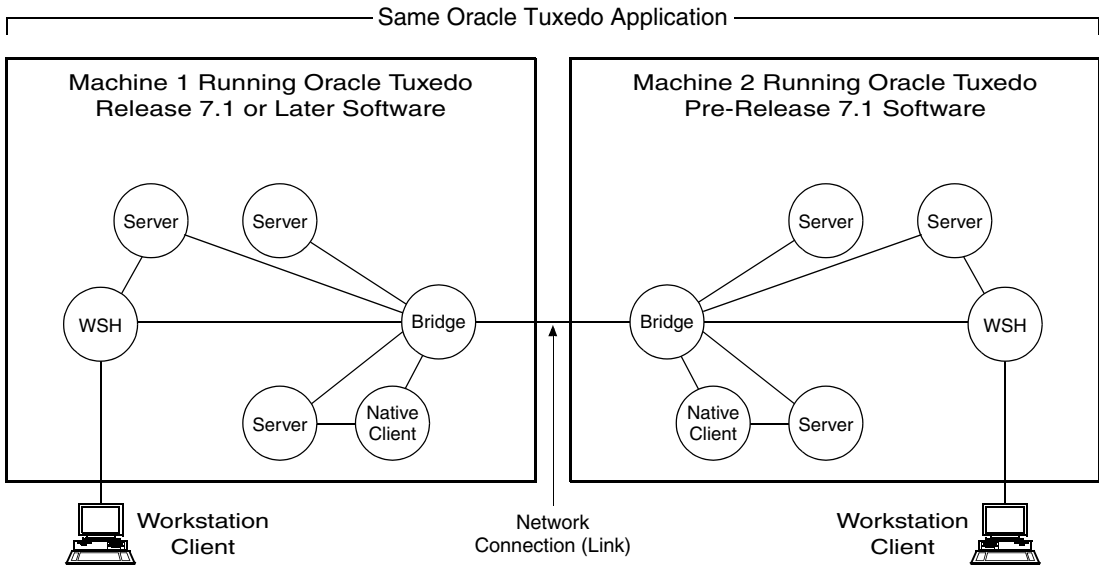 Same Oracle Tuxedo Application
Machine 1 Running Oracle Tuxedo
Release 7.1 or Later Software
Machine 2 Running Oracle Tuxedo
Pre-Release 7.1 Software
Server
Server
WSH
Bridge
Server
Native
Client
Server
Server
Bridge
WSH
Native
Client
Server
Workstation
Client
Network
Connection (Link)
Workstation
Client